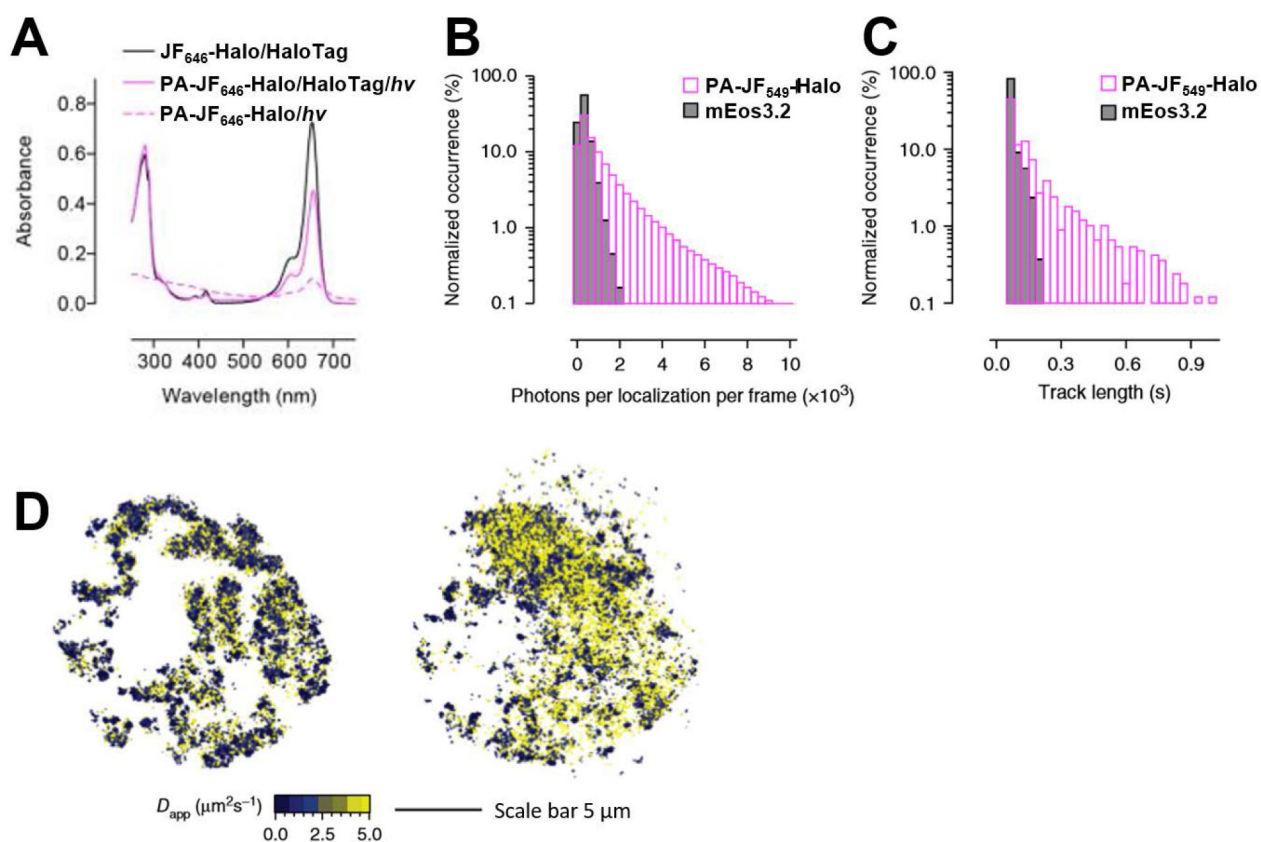 A
JF646-Halo/HaloTag
PA-JF646-Halo/HaloTag/hv
PA-JF646-Halo/hv
Absorbance
0.8
0.6
0.4
0.2
0.0
300 400 500 600 700
Wavelength (nm)
B
PA-JF549-Halo
mEos3.2
Normalized occurrence (%)
100.0
10.0
1.0
0.1
0 2 4 6 8 10
Photons per localization per frame (×10³)
C
PA-JF549-Halo
mEos3.2
Normalized occurrence (%)
100.0
10.0
1.0
0.1
0.0 0.3 0.6 0.9
Track length (s)
D
Dapp (μm²s⁻¹)
0.0 2.5 5.0
Scale bar 5 μm